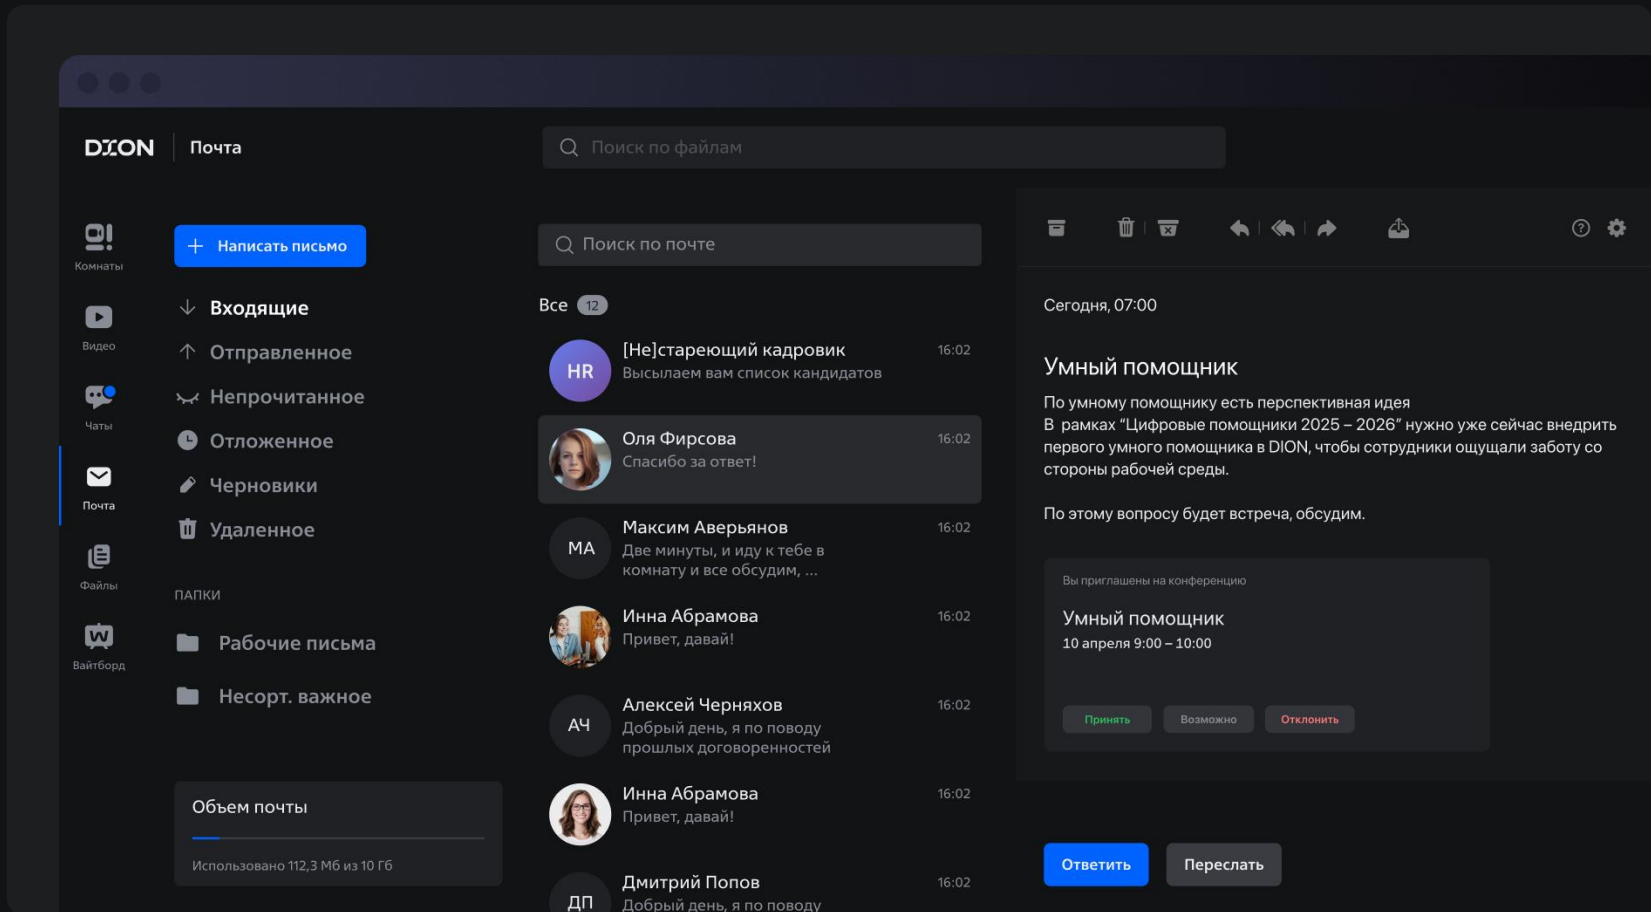 DION
Почта
Поиск по файлам
Комнаты
Видео
Чаты
Почта
Файлы
Вайтборд
Написать письмо
Входящие
Отправленное
Непрочитанное
Отложенное
Черновики
Удаленное
ПАПКИ
Рабочие письма
Несорт. важное
Объем почты
Использовано 112,3 Мб из 10 Гб
Поиск по почте
Все 12
HR
[Не]стареющий кадровик 16:02
Высылаем вам список кандидатов
Оля Фирсова 16:02
Спасибо за ответ!
МА
Максим Аверьянов 16:02
Две минуты, и иду к тебе в
комнату и все обсудим, ...
Инна Абрамова 16:02
Привет, давай!
АЧ
Алексей Черняхов 16:02
Добрый день, я по поводу
прошлых договоренностей
Инна Абрамова 16:02
Привет, давай!
ДП
Дмитрий Попов 16:02
Добрый день, я по поводу
Сегодня, 07:00
Умный помощник
По умному помощнику есть перспективная идея
В рамках “Цифровые помощники 2025 – 2026” нужно уже сейчас внедрить
первого умного помощника в DION, чтобы сотрудники ощущали заботу со
стороны рабочей среды.
По этому вопросу будет встреча, обсудим.
Вы приглашены на конференцию
Умный помощник
10 апреля 9:00 – 10:00
Принять
Возможно
Отклонить
Ответить
Переслать